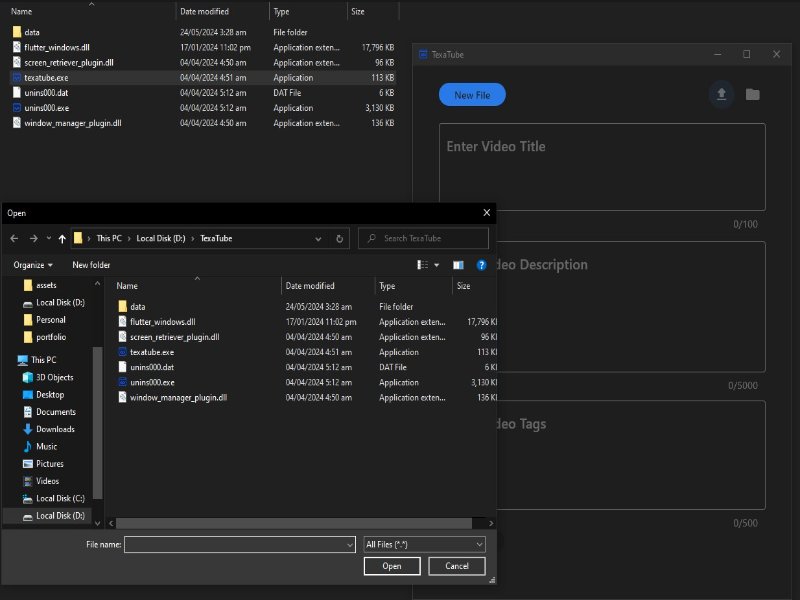 Name Date modified Type Size
data 24/05/2024 3:28 am File folder
flutter_windows.dll 17/01/2024 11:02 pm Application exten... 17,796 KB
screen_retriever_plugin.dll 04/04/2024 4:50 am Application exten... 96 KB
texatube.exe 04/04/2024 4:51 am Application 113 KB
unins000.dat 04/04/2024 5:12 am DAT File 6 KB
unins000.exe 04/04/2024 5:12 am Application 3,130 KB
window_manager_plugin.dll 04/04/2024 4:50 am Application exten... 136 KB
TexaTube
New File
Enter Video Title
0/100
deo Description
0/5000
deo Tags
0/500
Open
This PC > Local Disk (D:) > TexaTube
Search TexaTube
Organize New folder
assets
Local Disk (D:)
Personal
portfolio
This PC
3D Objects
Desktop
Documents
Downloads
Music
Pictures
Videos
Local Disk (C:)
Local Disk (D:)
Name Date modified Type Size
data 24/05/2024 3:28 am File folder
flutter_windows.dll 17/01/2024 11:02 pm Application exten... 17,796 K
screen_retriever_plugin.dll 04/04/2024 4:50 am Application exten... 96 K
texatube.exe 04/04/2024 4:51 am Application 113 K
unins000.dat 04/04/2024 5:12 am DAT File 6 K
unins000.exe 04/04/2024 5:12 am Application 3,130 K
window_manager_plugin.dll 04/04/2024 4:50 am Application exten... 136 K
File name: All Files (*.*)
Open Cancel